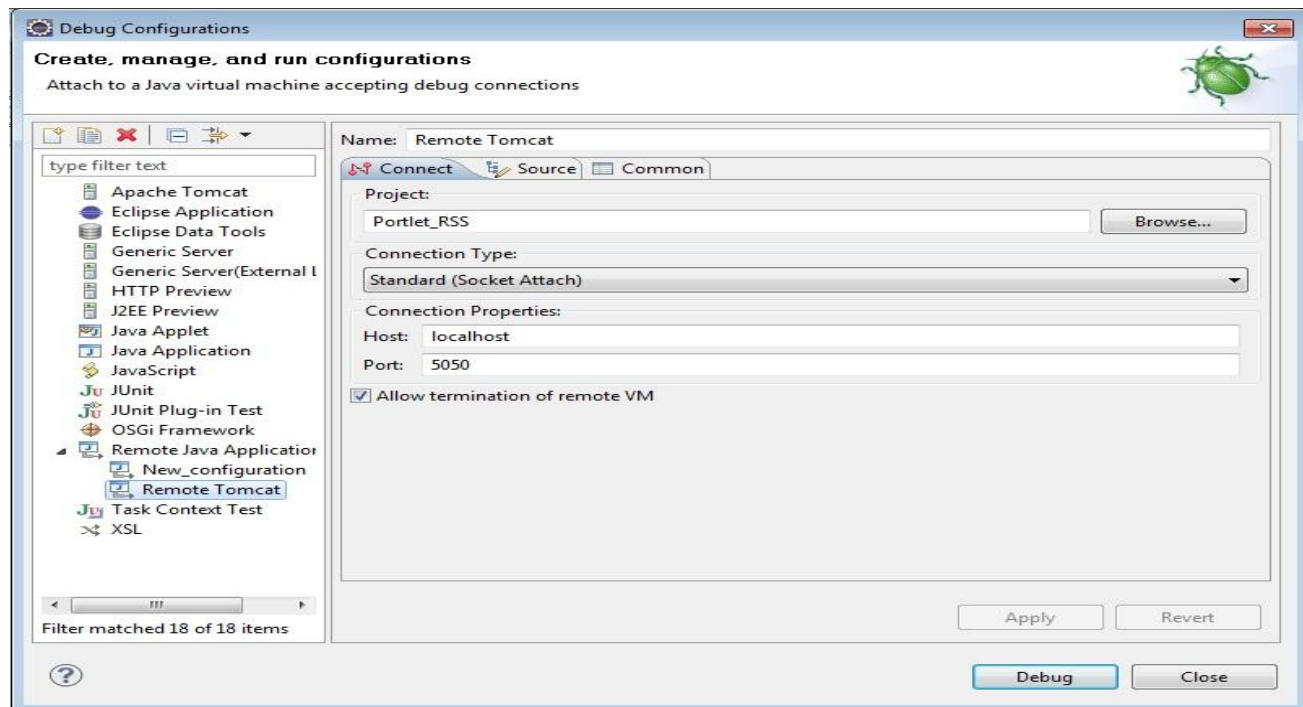 Debug Configurations
Create, manage, and run configurations
Attach to a Java virtual machine accepting debug connections
type filter text
Apache Tomcat
Eclipse Application
Eclipse Data Tools
Generic Server
Generic Server(External L
HTTP Preview
J2EE Preview
Java Applet
Java Application
JavaScript
JUnit
JUnit Plug-in Test
OSGi Framework
Remote Java Application
New_configuration
Remote Tomcat
Task Context Test
XSL
Filter matched 18 of 18 items
Name: Remote Tomcat
Connect Source Common
Project:
Portlet_RSS Browse...
Connection Type:
Standard (Socket Attach)
Connection Properties:
Host: localhost
Port: 5050
Allow termination of remote VM
Apply Revert
Debug Close